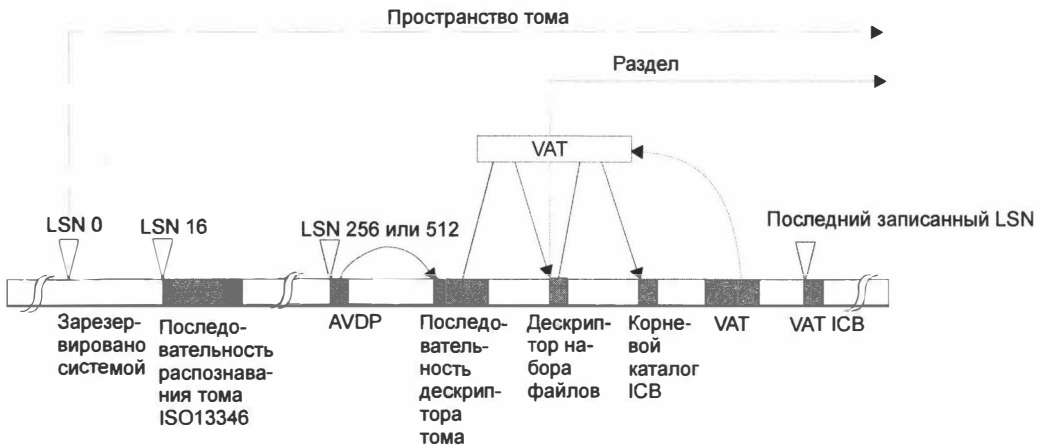 Пространство тома
Раздел
VAT
LSN 0
LSN 16
LSN 256 или 512
Последний записанный LSN
Зарезер-
вировано
системой
Последо-
вательность
распознава-
ния тома
ISO13346
AVDP
Последо-
ватель-
ность
дескрип-
тора
тома
Дескрип-
тор на-
бора
файлов
Корне-
вой
каталог
ICB
VAT
VAT ICB